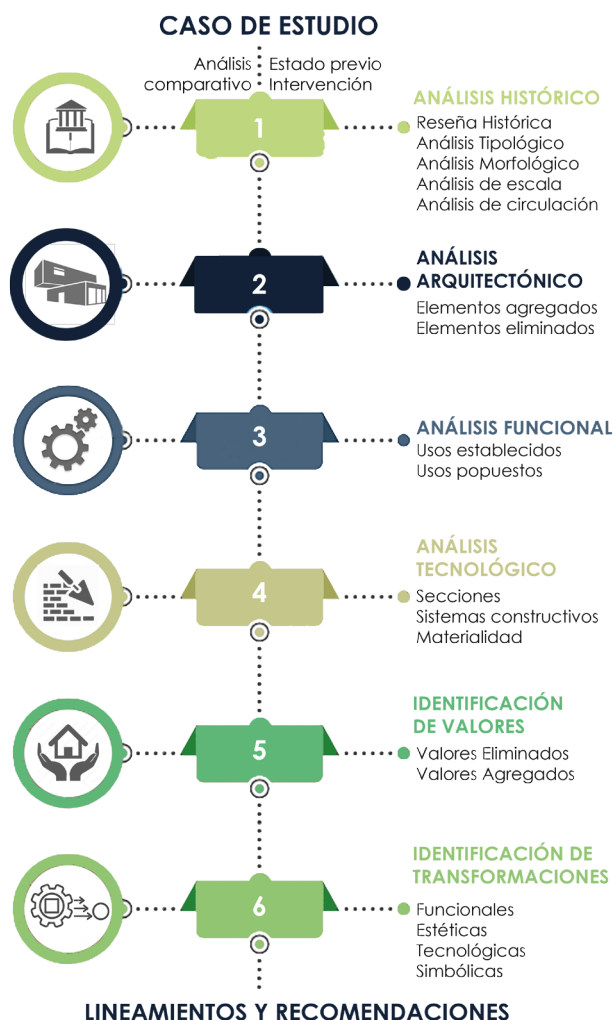 CASO DE ESTUDIO
Análisis comparativo
Estado previo
Intervención
1
ANÁLISIS HISTÓRICO
Reseña Histórica
Análisis Tipológico
Análisis Morfológico
Análisis de escala
Análisis de circulación
2
ANÁLISIS
ARQUITECTÓNICO
Elementos agregados
Elementos eliminados
3
ANÁLISIS FUNCIONAL
Usos establecidos
Usos popuestos
4
ANÁLISIS
TECNOLÓGICO
Secciones
Sistemas constructivos
Materialidad
5
IDENTIFICACIÓN
DE VALORES
Valores Eliminados
Valores Agregados
6
IDENTIFICACIÓN DE
TRANSFORMACIONES
Funcionales
Estéticas
Tecnológicas
Simbólicas
LINEAMIENTOS Y RECOMENDACIONES